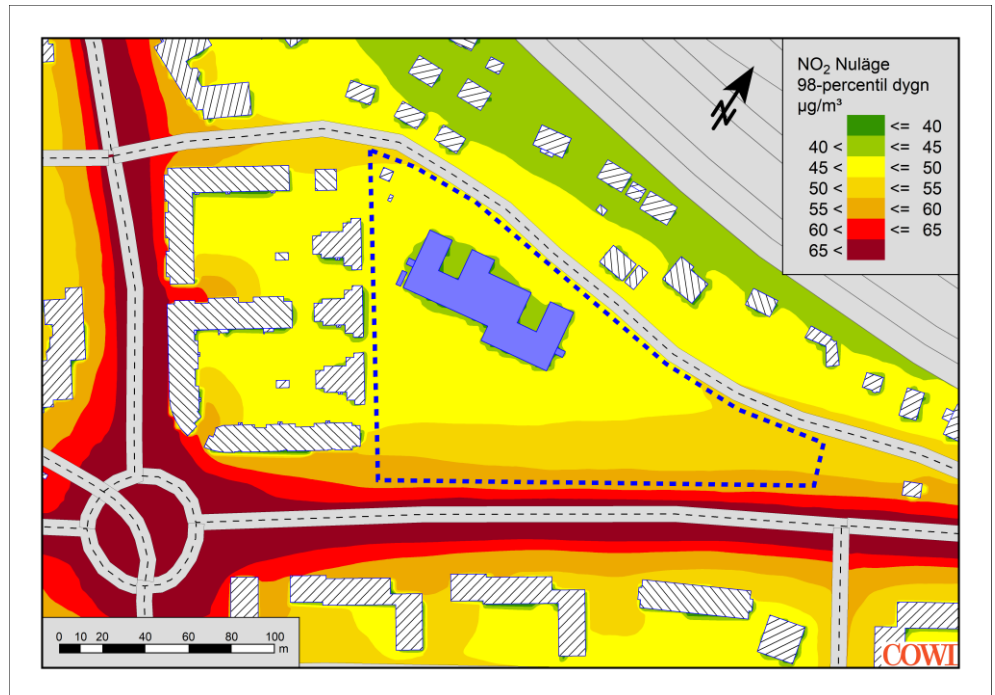 NO₂ Nuläge
98-percentil dygn
µg/m³
<= 40
40 < <= 45
45 < <= 50
50 < <= 55
55 < <= 60
60 < <= 65
65 <
N
0 10 20 40 60 80 100
m
COWI